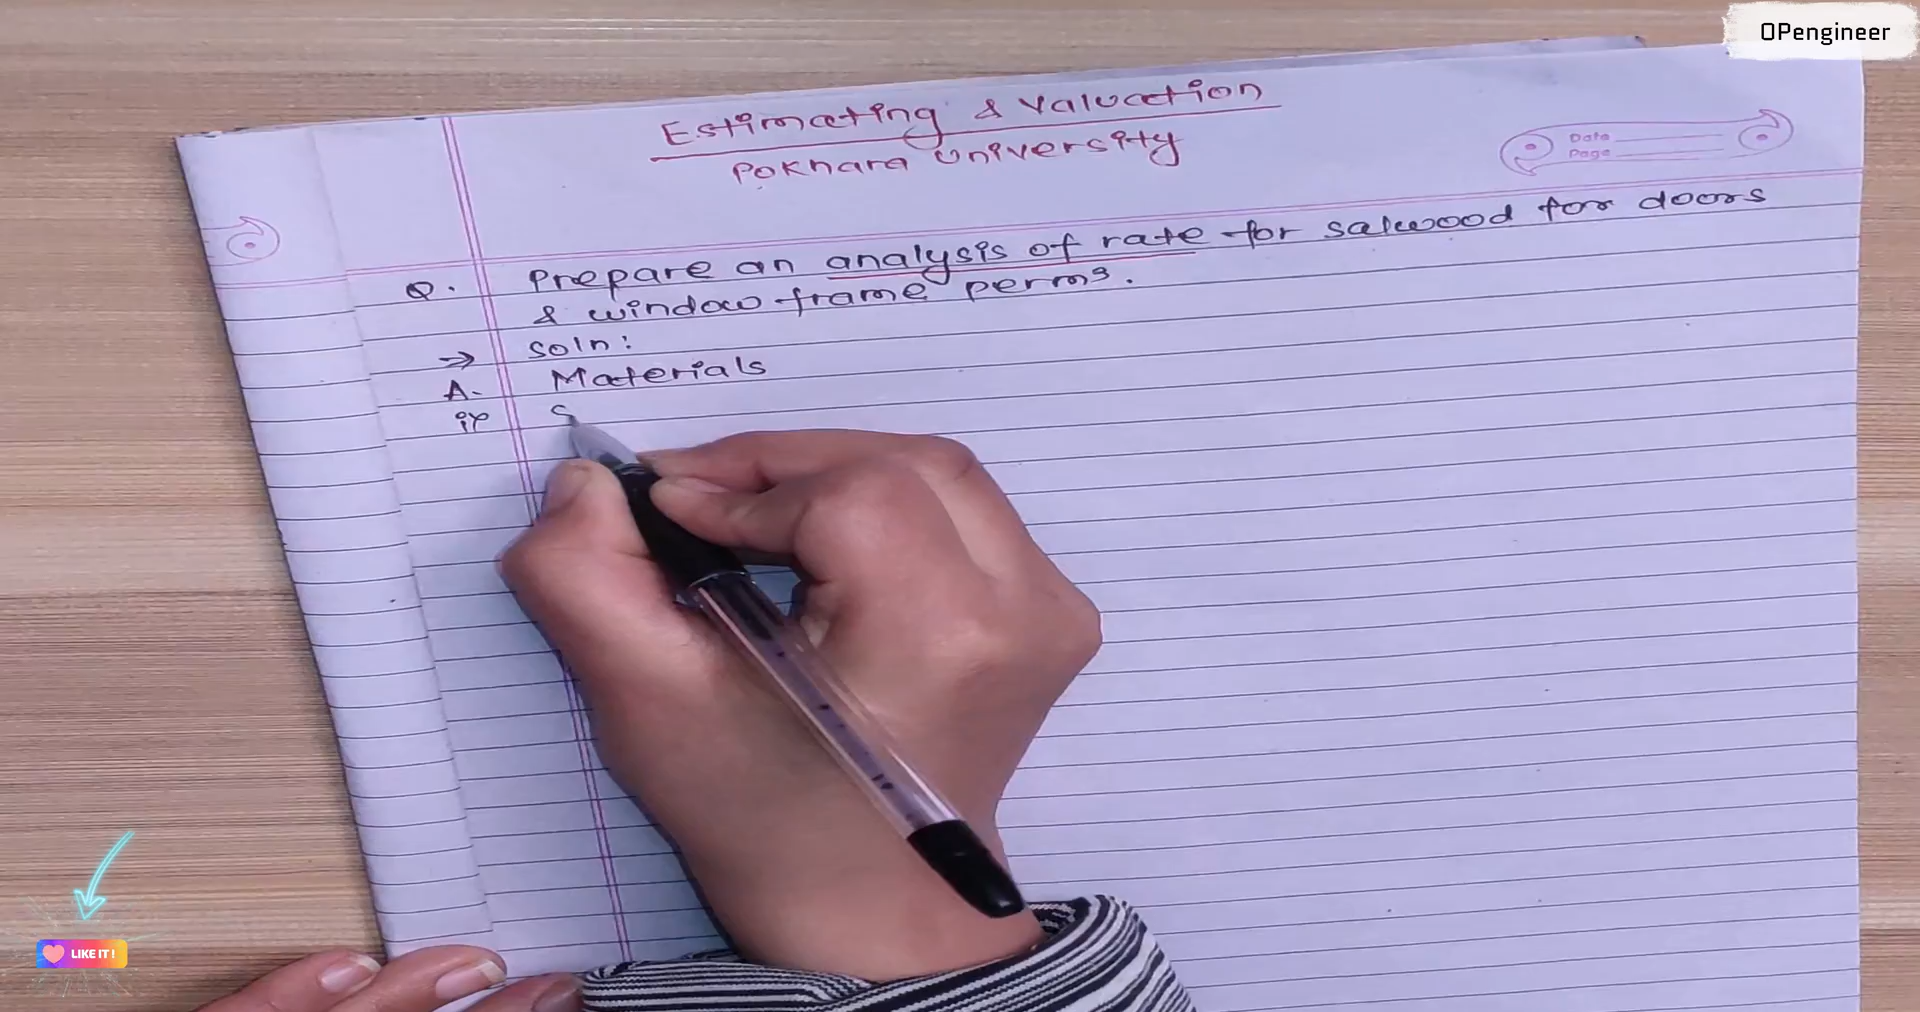 OPengineer
Estimating & Valuation
Pokhara University
Date
Page
Q. Prepare an analysis of rate for salwood for doors
& window frame per m³.
⇒ Soln:
A. Materials
i) S
LIKE IT!